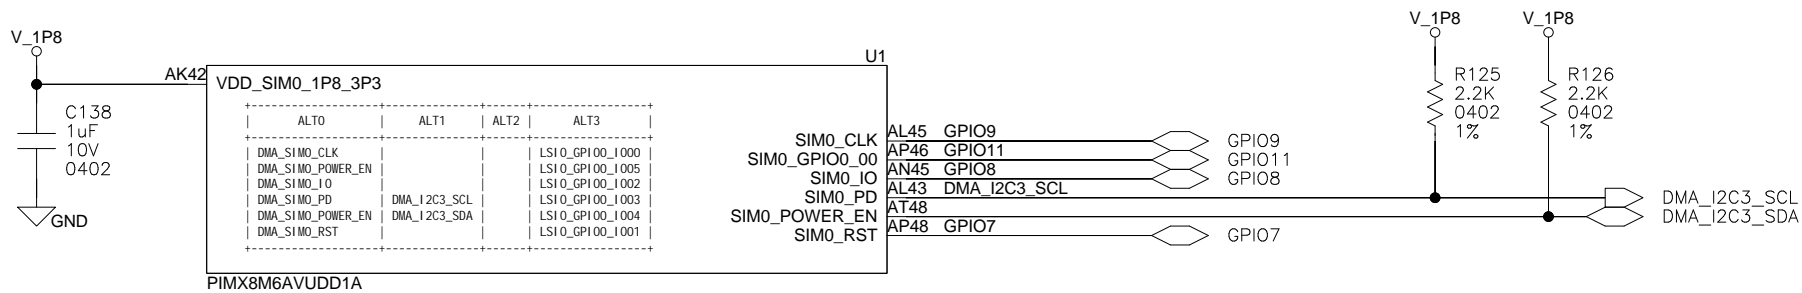 V_1P8
AK42
C138
1uF
10V
0402
GND
U1
VDD_SIM0_1P8_3P3
ALT0 ALT1 ALT2 ALT3
DMA_SIM0_CLK LSIO_GPIO0_IO00
DMA_SIM0_POWER_EN LSIO_GPIO0_IO05
DMA_SIM0_IO LSIO_GPIO0_IO02
DMA_SIM0_PD DMA_I2C3_SCL LSIO_GPIO0_IO03
DMA_SIM0_POWER_EN DMA_I2C3_SDA LSIO_GPIO0_IO04
DMA_SIM0_RST LSIO_GPIO0_IO01
SIM0_CLK AL45 GPIO9 GPIO9
SIM0_GPIO0_00 AP46 GPIO11 GPIO11
SIM0_IO AN45 GPIO8 GPIO8
SIM0_PD AL43 DMA_I2C3_SCL DMA_I2C3_SCL
SIM0_POWER_EN AT48 DMA_I2C3_SDA
SIM0_RST AP48 GPIO7 GPIO7
PIMX8M6AVUDD1A
V_1P8
R125
2.2K
0402
1%
V_1P8
R126
2.2K
0402
1%